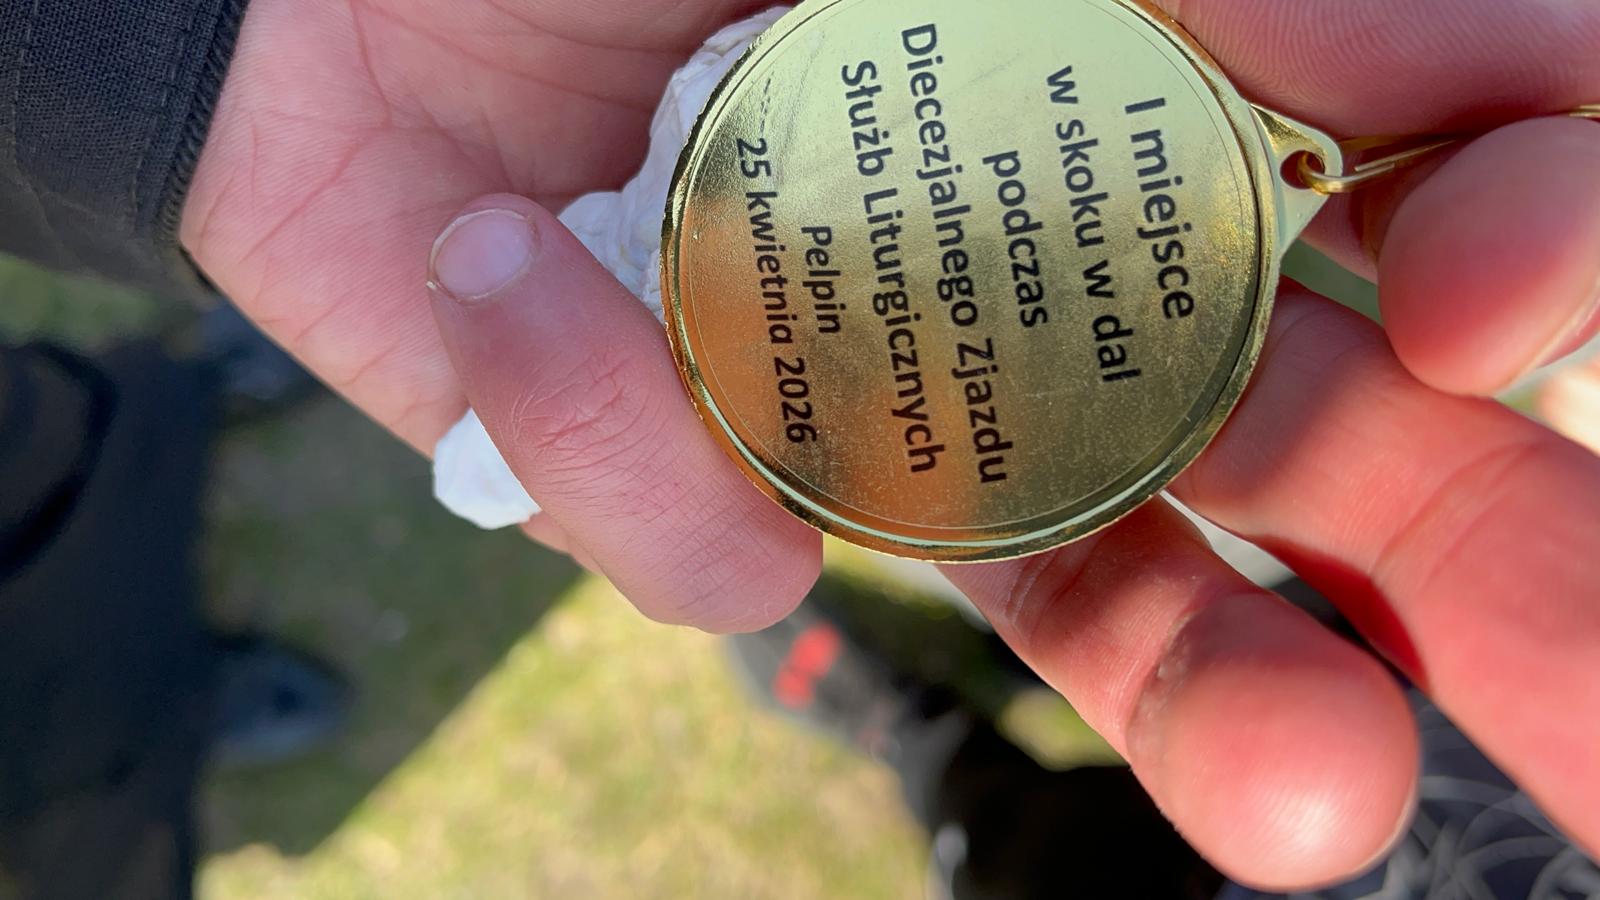 I miejsce
w skoku w dal
podczas
Diecezjalnego Zjazdu
Służb Liturgicznych
Pelpin
25 kwietnia 2026